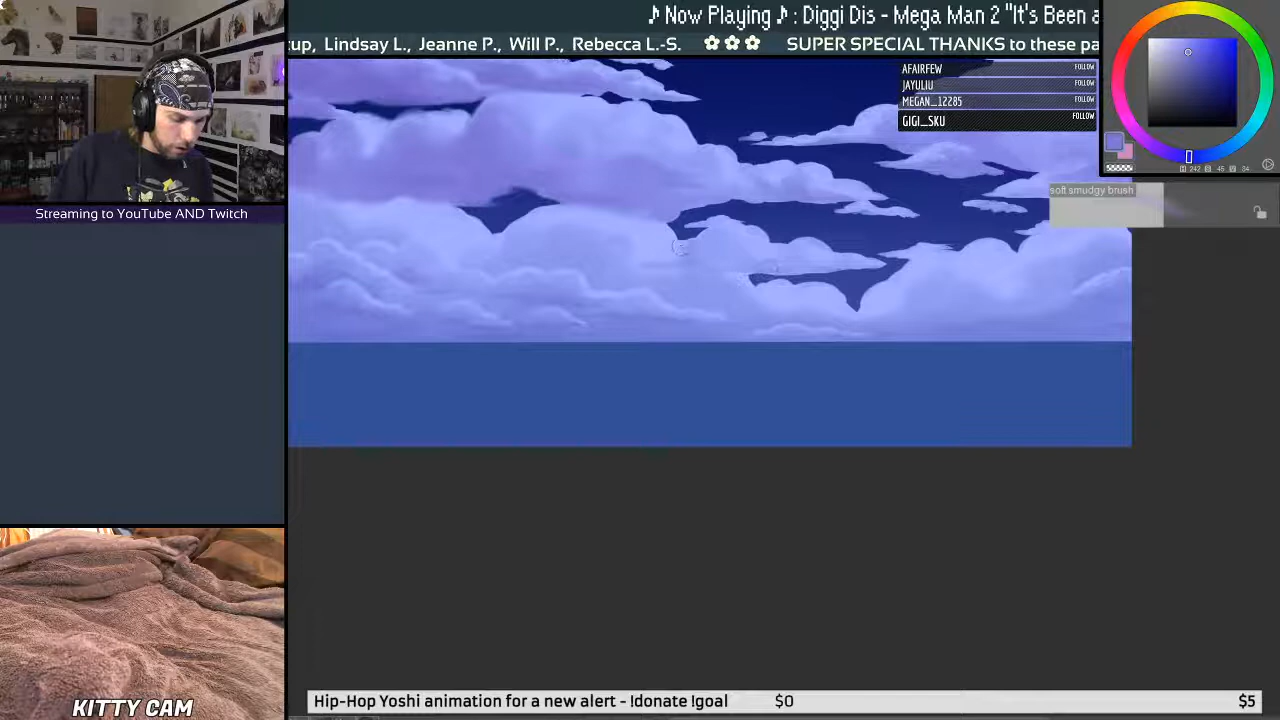 ♪ Now Playing ♪ : Diggi Dis - Mega Man 2 "It's Been a
cup, Lindsay L., Jeanne P., Will P., Rebecca L.-S. ✿ ✿ ✿ SUPER SPECIAL THANKS to these pa
AFAIRFEW FOLLOW
JAYULIU FOLLOW
MEGAN_12285 FOLLOW
GIGI_SKU FOLLOW
soft smudgy brush
Streaming to YouTube AND Twitch
KITTY CAM
Hip-Hop Yoshi animation for a new alert - !donate !goal $0 $5